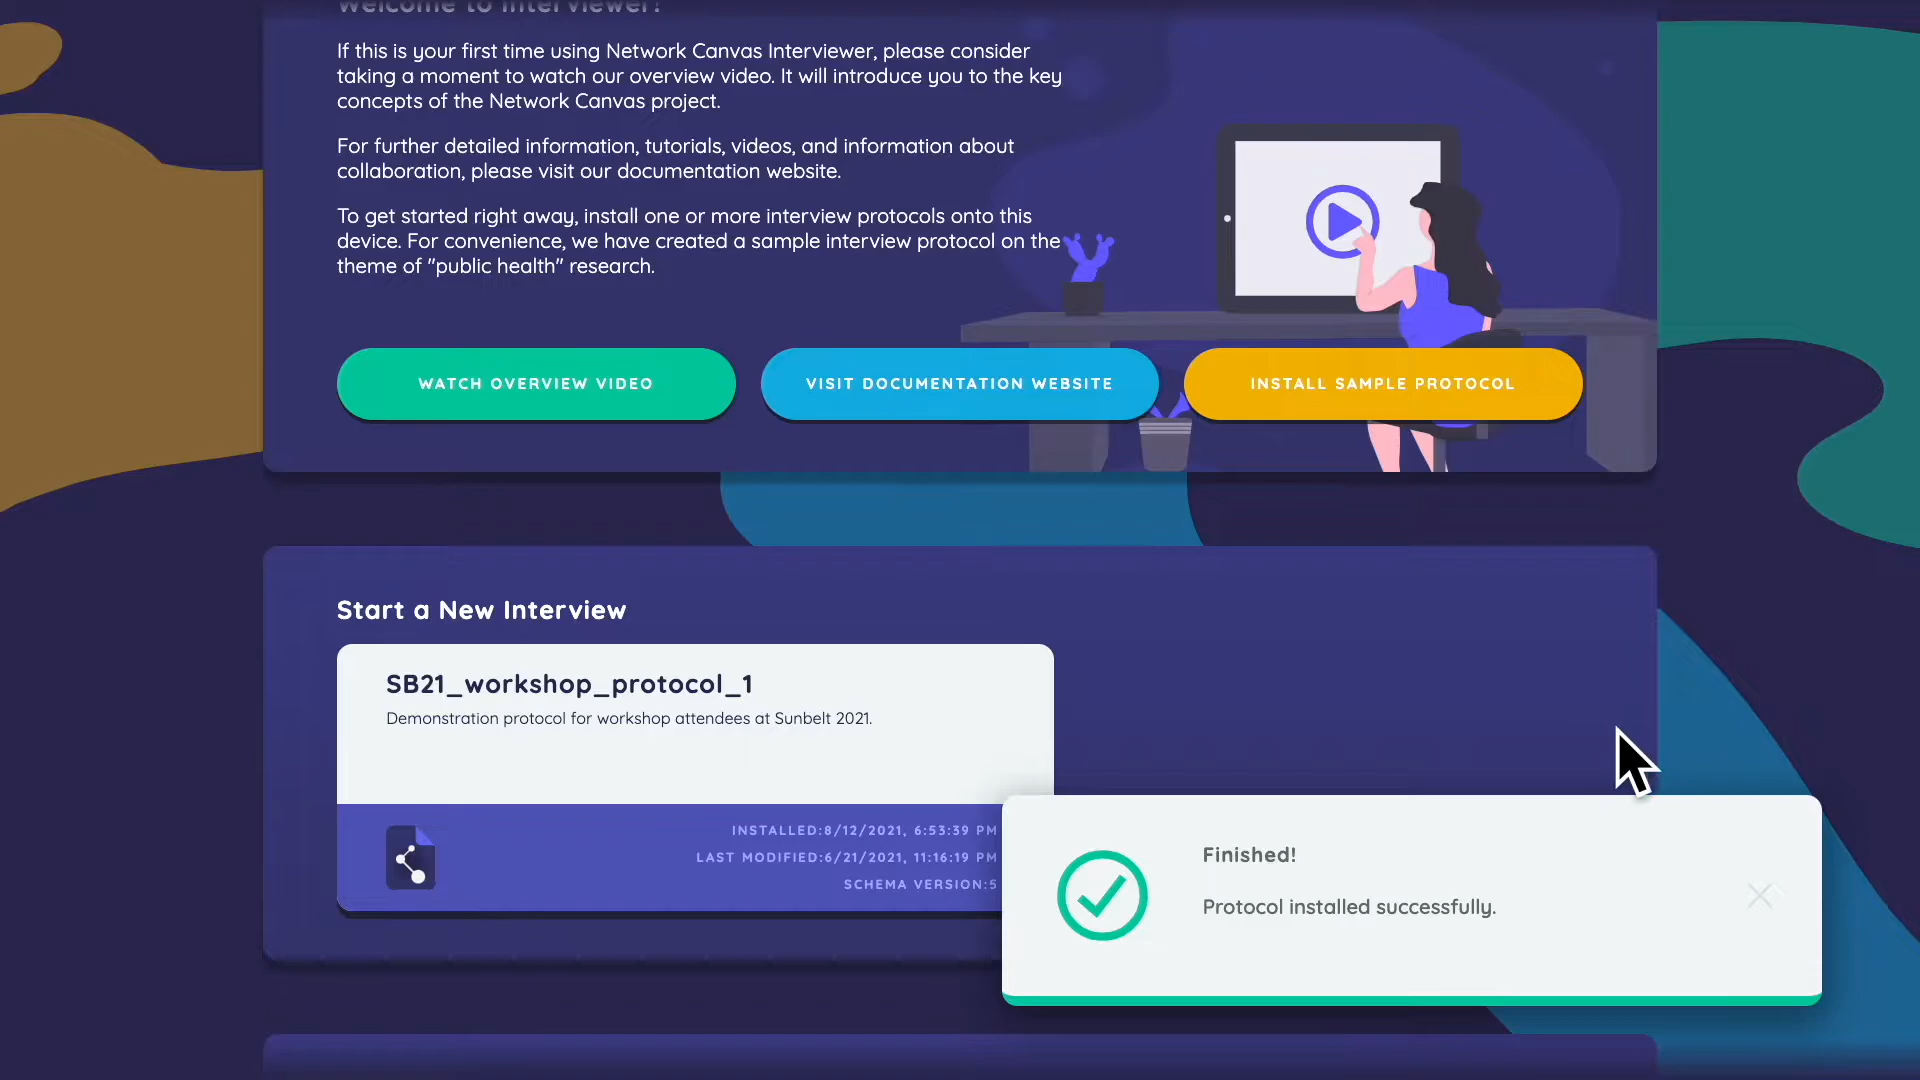 Welcome to Interviewer!
If this is your first time using Network Canvas Interviewer, please consider
taking a moment to watch our overview video. It will introduce you to the key
concepts of the Network Canvas project.
For further detailed information, tutorials, videos, and information about
collaboration, please visit our documentation website.
To get started right away, install one or more interview protocols onto this
device. For convenience, we have created a sample interview protocol on the
theme of "public health" research.
WATCH OVERVIEW VIDEO
VISIT DOCUMENTATION WEBSITE
INSTALL SAMPLE PROTOCOL
Start a New Interview
SB21_workshop_protocol_1
Demonstration protocol for workshop attendees at Sunbelt 2021.
INSTALLED:8/12/2021, 6:53:39 PM
LAST MODIFIED:6/21/2021, 11:16:19 PM
SCHEMA VERSION:5
Finished!
Protocol installed successfully.